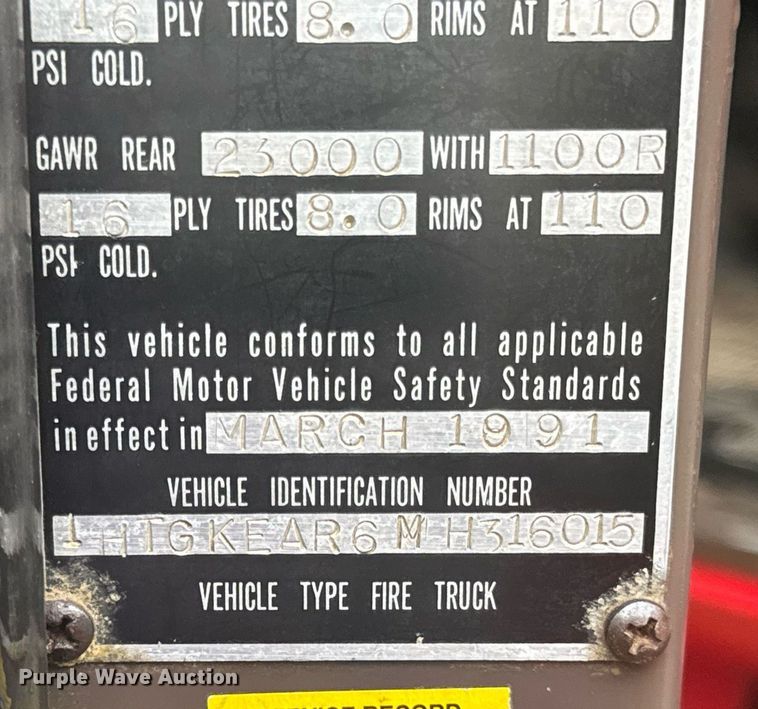 16 PLY TIRES 8.0 RIMS AT 110
PSI COLD.
GAWR REAR 23000 WITH 1100R
16 PLY TIRES 8.0 RIMS AT 110
PSI COLD.
This vehicle conforms to all applicable
Federal Motor Vehicle Safety Standards
in effect in MARCH 1991
VEHICLE IDENTIFICATION NUMBER
1HTGKEAR6MH316015
VEHICLE TYPE FIRE TRUCK
Purple Wave Auction
RECORD